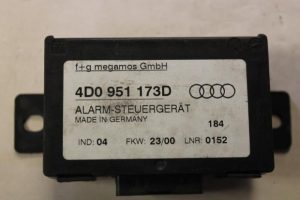 f+g megamos GmbH
4D0 951 173D
ALARM-STEUERGERÄT
MADE IN GERMANY 184
IND: 04 FKW: 23/00 LNR 0152